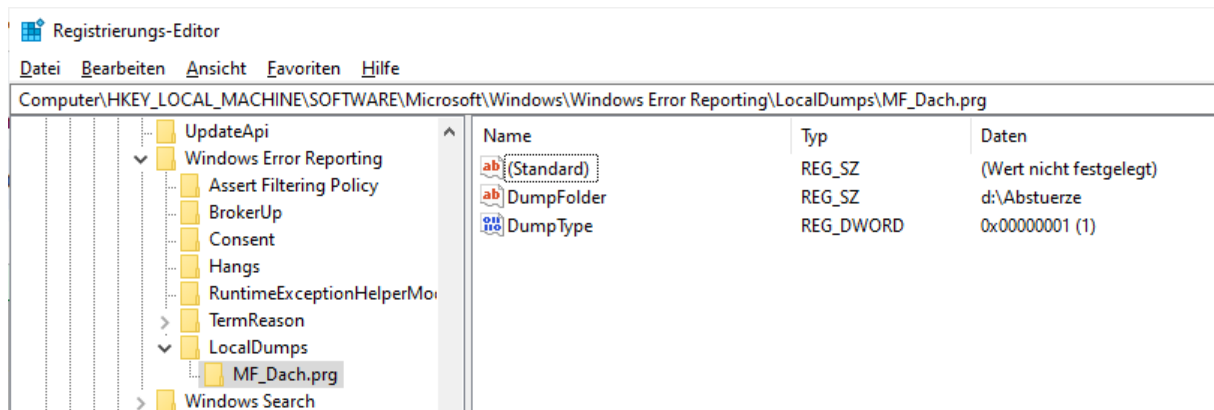 Registrierungs-Editor
Datei Bearbeiten Ansicht Favoriten Hilfe
Computer\HKEY_LOCAL_MACHINE\SOFTWARE\Microsoft\Windows\Windows Error Reporting\LocalDumps\MF_Dach.prg
UpdateApi
Windows Error Reporting
Assert Filtering Policy
BrokerUp
Consent
Hangs
RuntimeExceptionHelperMo
TermReason
LocalDumps
MF_Dach.prg
Windows Search
Name Typ Daten
(Standard) REG_SZ (Wert nicht festgelegt)
DumpFolder REG_SZ d:\Abstuerze
DumpType REG_DWORD 0x00000001 (1)